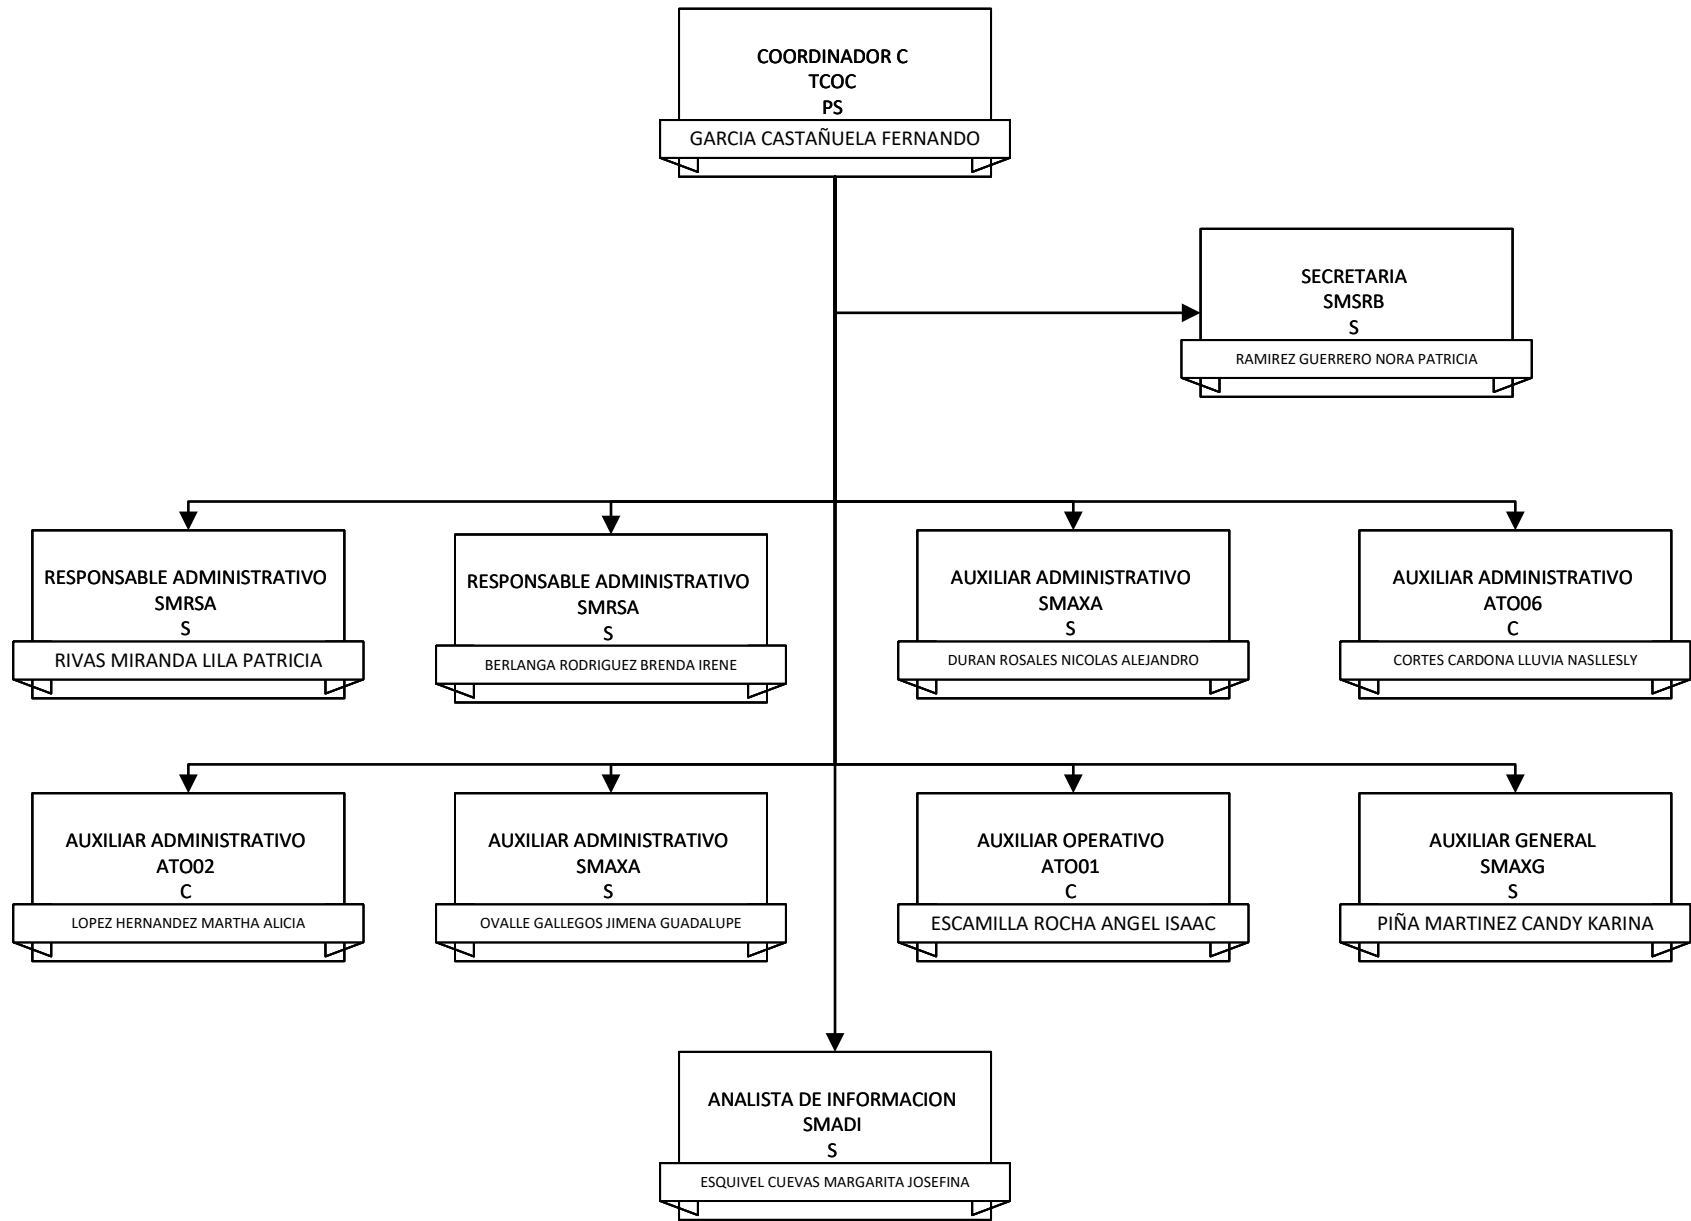 COORDINADOR C
TCOC
PS
GARCIA CASTAÑUELA FERNANDO
SECRETARIA
SMSRB
S
RAMIREZ GUERRERO NORA PATRICIA
RESPONSABLE ADMINISTRATIVO
SMRSA
S
RIVAS MIRANDA LILA PATRICIA
RESPONSABLE ADMINISTRATIVO
SMRSA
S
BERLANGA RODRIGUEZ BRENDA IRENE
AUXILIAR ADMINISTRATIVO
SMAXA
S
DURAN ROSALES NICOLAS ALEJANDRO
AUXILIAR ADMINISTRATIVO
ATO06
C
CORTES CARDONA LLUVIA NASLLESLY
AUXILIAR ADMINISTRATIVO
ATO02
C
LOPEZ HERNANDEZ MARTHA ALICIA
AUXILIAR ADMINISTRATIVO
SMAXA
S
OVALLE GALLEGOS JIMENA GUADALUPE
AUXILIAR OPERATIVO
ATO01
C
ESCAMILLA ROCHA ANGEL ISAAC
AUXILIAR GENERAL
SMAXG
S
PIÑA MARTINEZ CANDY KARINA
ANALISTA DE INFORMACION
SMADI
S
ESQUIVEL CUEVAS MARGARITA JOSEFINA